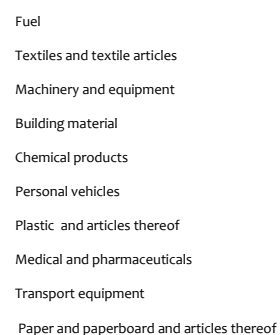 Fuel
Textiles and textile articles
Machinery and equipment
Building material
Chemical products
Personal vehicles
Plastic and articles thereof
Medical and pharmaceuticals
Transport equipment
Paper and paperboard and articles thereof